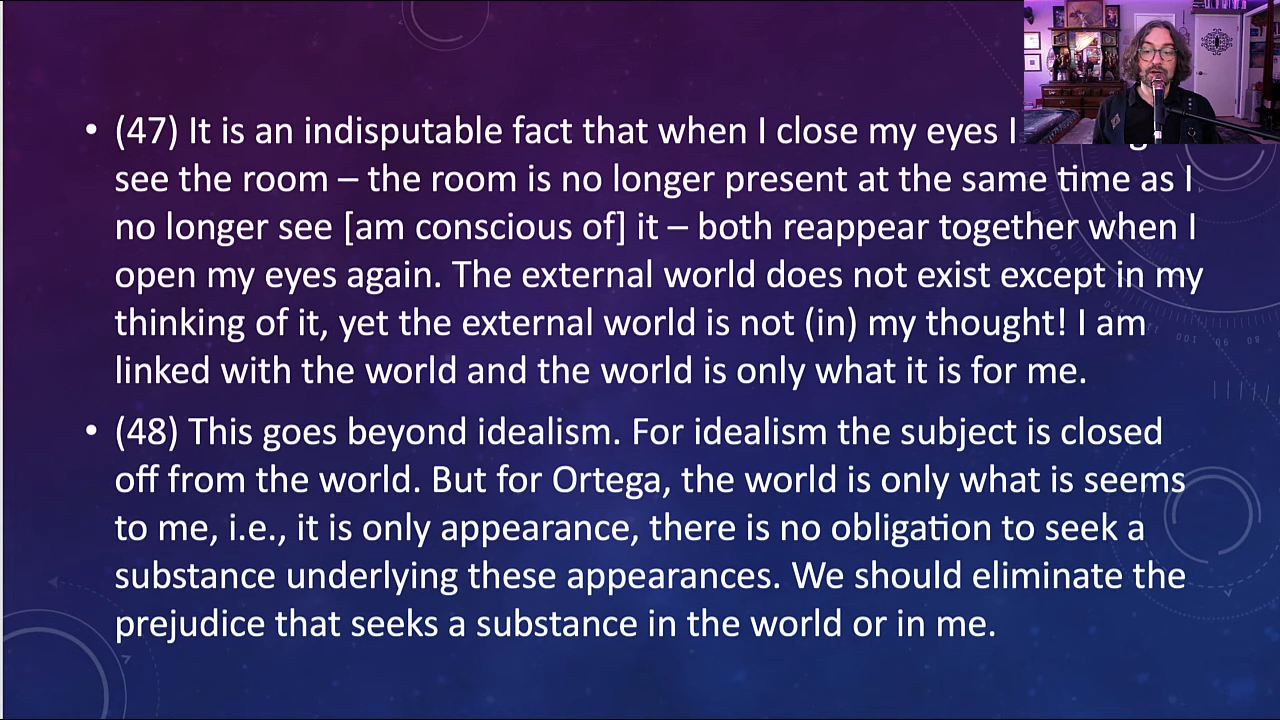 • (47) It is an indisputable fact that when I close my eyes I
see the room – the room is no longer present at the same time as I
no longer see [am conscious of] it – both reappear together when I
open my eyes again. The external world does not exist except in my
thinking of it, yet the external world is not (in) my thought! I am
linked with the world and the world is only what it is for me.
• (48) This goes beyond idealism. For idealism the subject is closed
off from the world. But for Ortega, the world is only what is seems
to me, i.e., it is only appearance, there is no obligation to seek a
substance underlying these appearances. We should eliminate the
prejudice that seeks a substance in the world or in me.